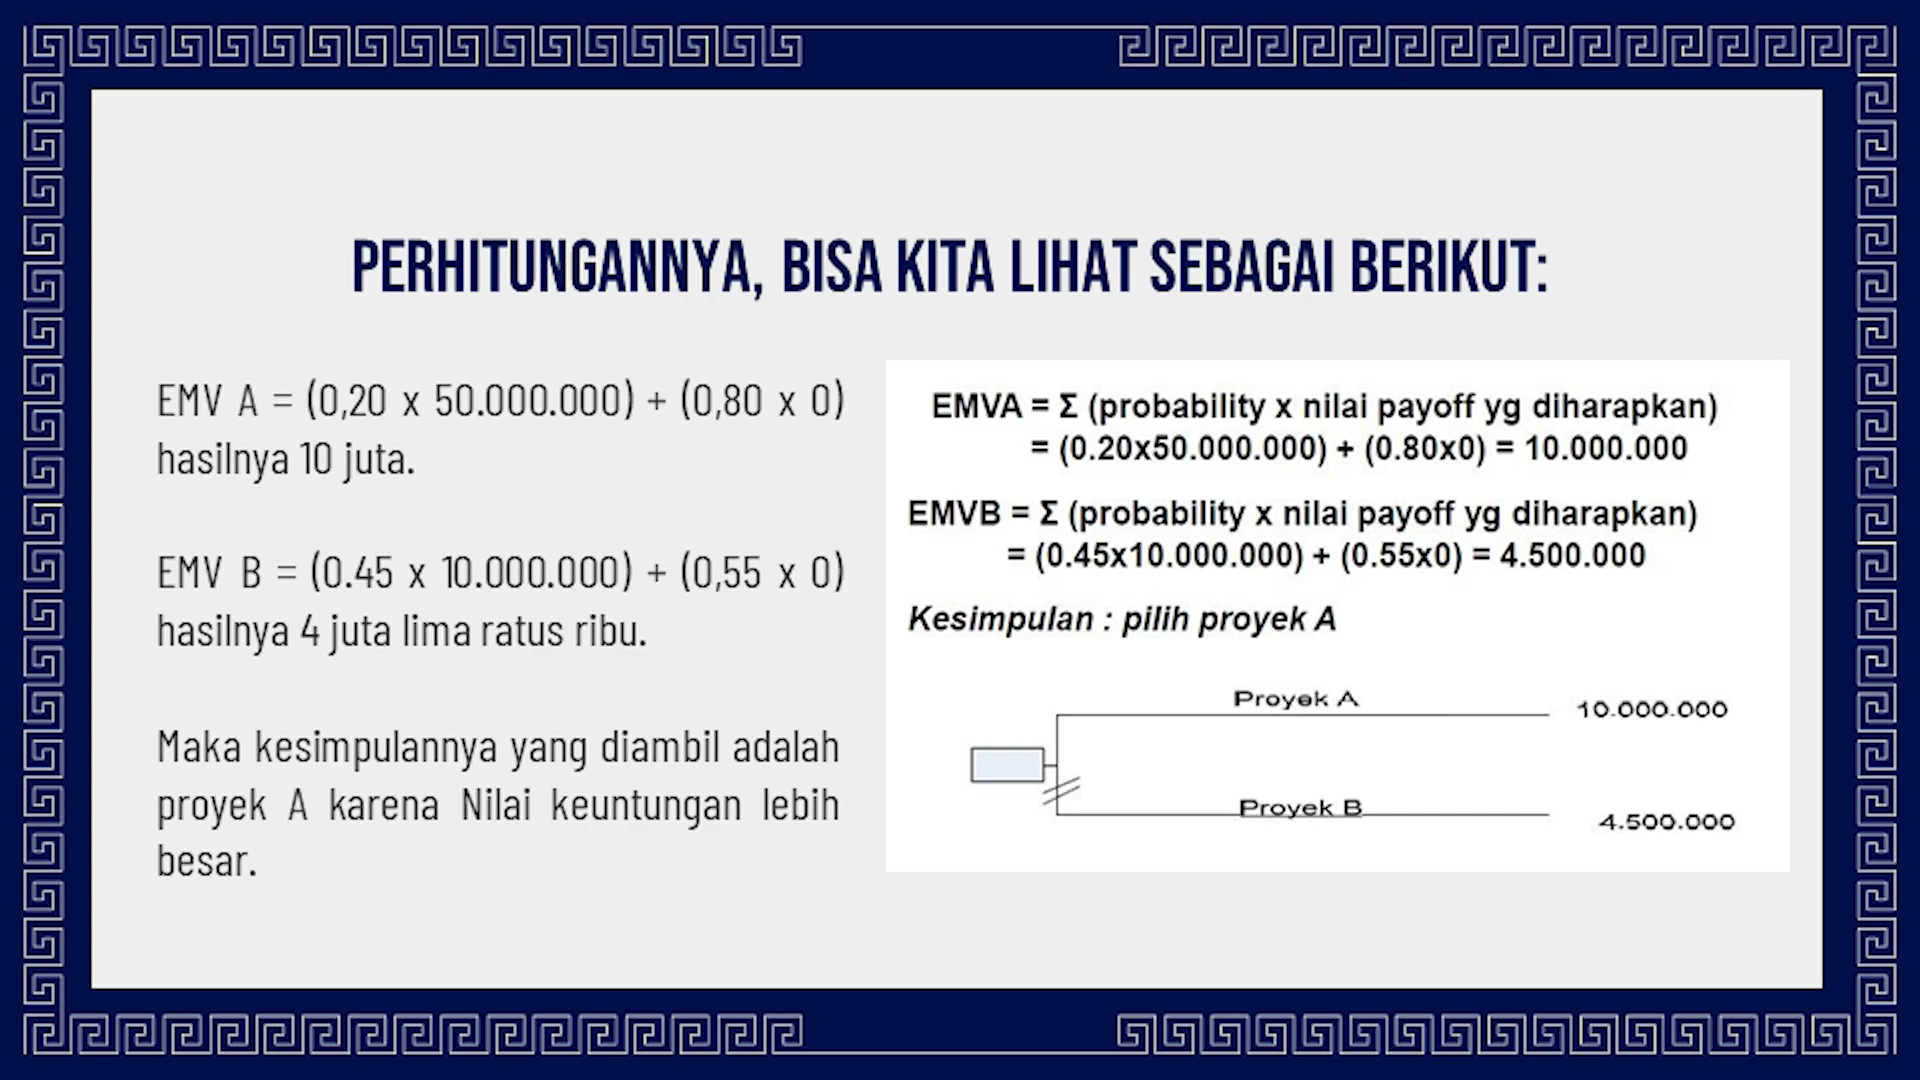 PERHITUNGANNYA, BISA KITA LIHAT SEBAGAI BERIKUT:
EMV A = (0,20 x 50.000.000) + (0,80 x 0)
hasilnya 10 juta.
EMV B = (0.45 x 10.000.000) + (0,55 x 0)
hasilnya 4 juta lima ratus ribu.
Maka kesimpulannya yang diambil adalah
proyek A karena Nilai keuntungan lebih
besar.
EMVA = Σ (probability x nilai payoff yg diharapkan)
= (0.20x50.000.000) + (0.80x0) = 10.000.000
EMVB = Σ (probability x nilai payoff yg diharapkan)
= (0.45x10.000.000) + (0.55x0) = 4.500.000
Kesimpulan : pilih proyek A
Proyek A
10.000.000
Proyek B
4.500.000